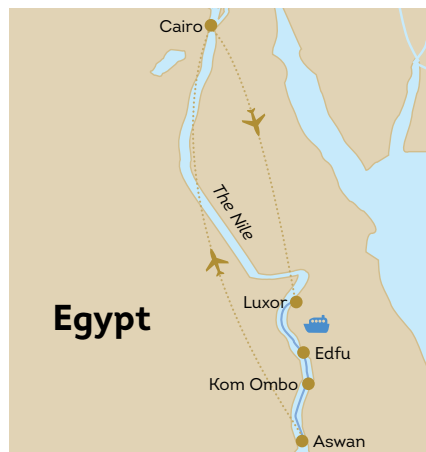 Cairo
The Nile
Luxor
Egypt
Edfu
Kom Ombo
Aswan